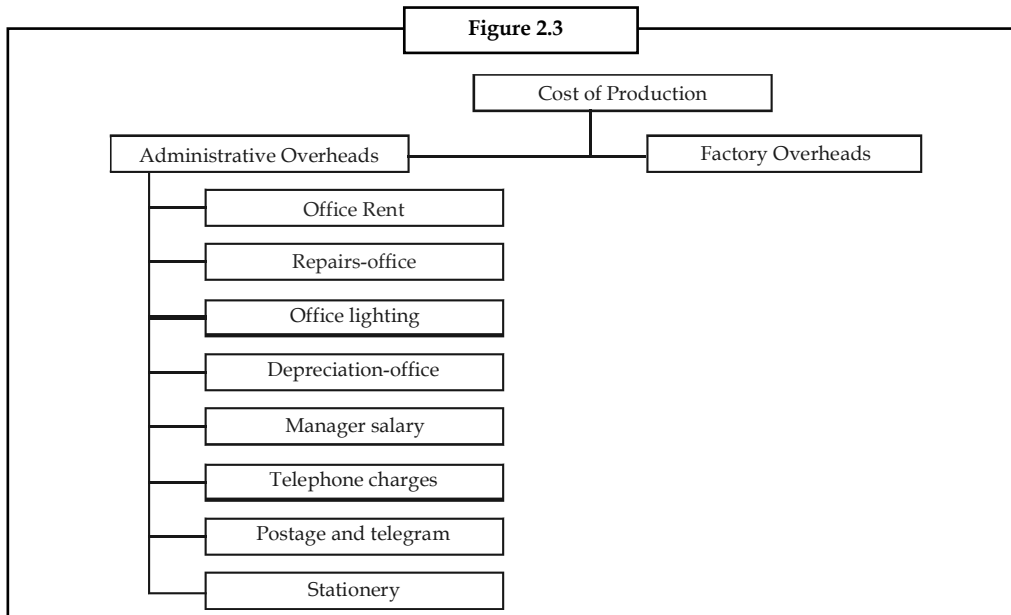 Figure 2.3
Cost of Production
Administrative Overheads
Factory Overheads
Office Rent
Repairs-office
Office lighting
Depreciation-office
Manager salary
Telephone charges
Postage and telegram
Stationery